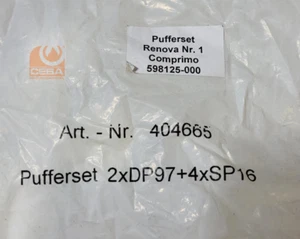 Pufferset
Renova Nr. 1
Comprimo
598125-000
Art. - Nr. 404665
Pufferset 2xDP97+4xSP16